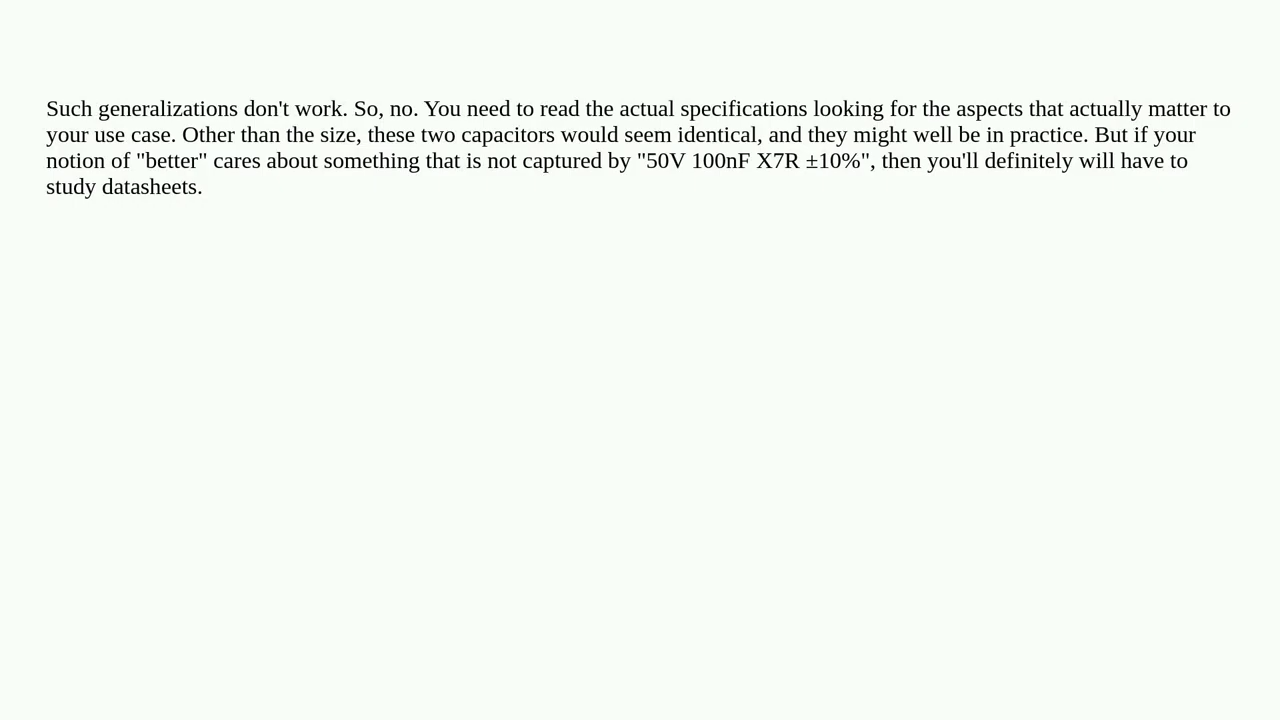 Such generalizations don't work. So, no. You need to read the actual specifications looking for the aspects that actually matter to
your use case. Other than the size, these two capacitors would seem identical, and they might well be in practice. But if your
notion of "better" cares about something that is not captured by "50V 100nF X7R ±10%", then you'll definitely will have to
study datasheets.